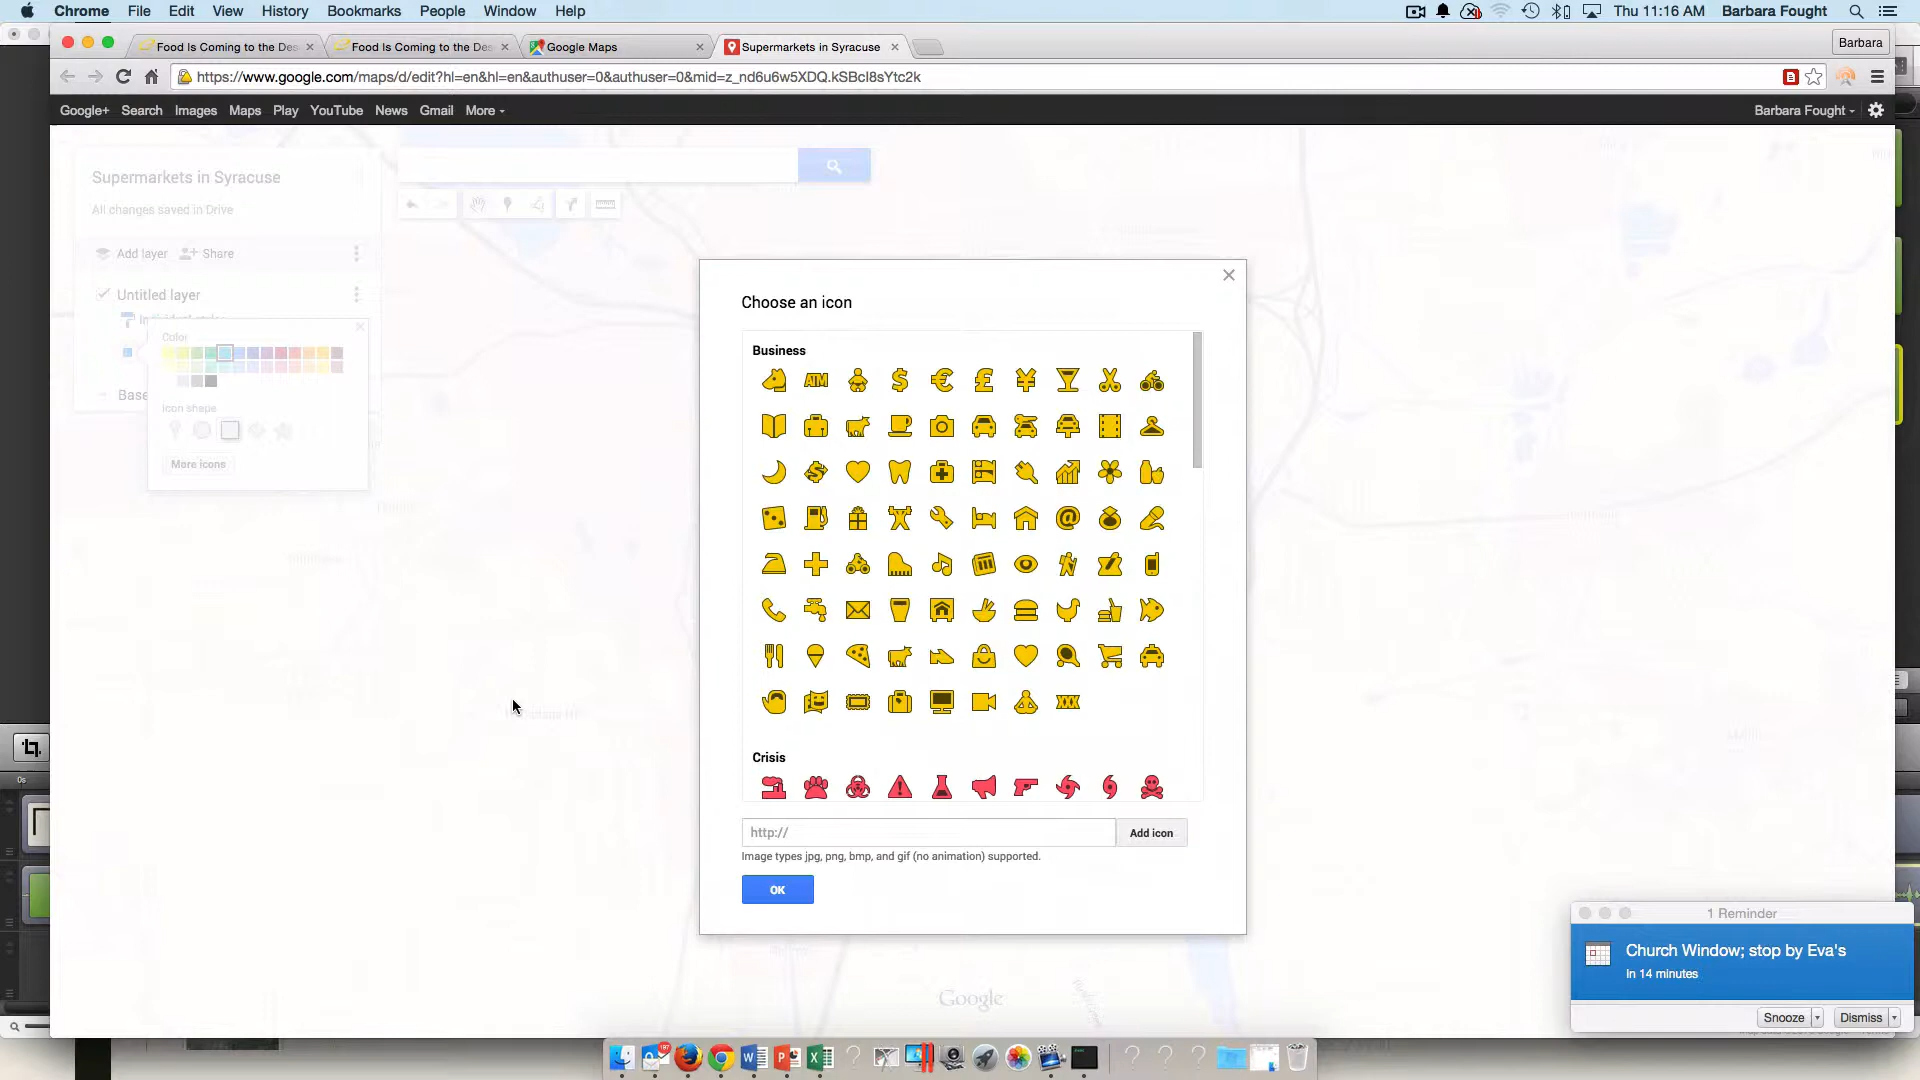 Chrome File Edit View History Bookmarks People Window Help Thu 11:16 AM Barbara Fought
Food Is Coming to the Des Food Is Coming to the Des Google Maps Supermarkets in Syracuse Barbara
https://www.google.com/maps/d/edit?hl=en&hl=en&authuser=0&authuser=0&mid=z_nd6u6w5XDQ.kSBcI8sYtc2k
Google+ Search Images Maps Play YouTube News Gmail More Barbara Fought
Supermarkets in Syracuse
All changes saved in Drive
Add layer Share
Untitled layer
Color
Base
Icon shape
More icons
Choose an icon
Business
ATM
XXX
Crisis
http:// Add icon
Image types jpg, png, bmp, and gif (no animation) supported.
OK
Google
1 Reminder
Church Window; stop by Eva's
In 14 minutes
Snooze Dismiss
0s
197